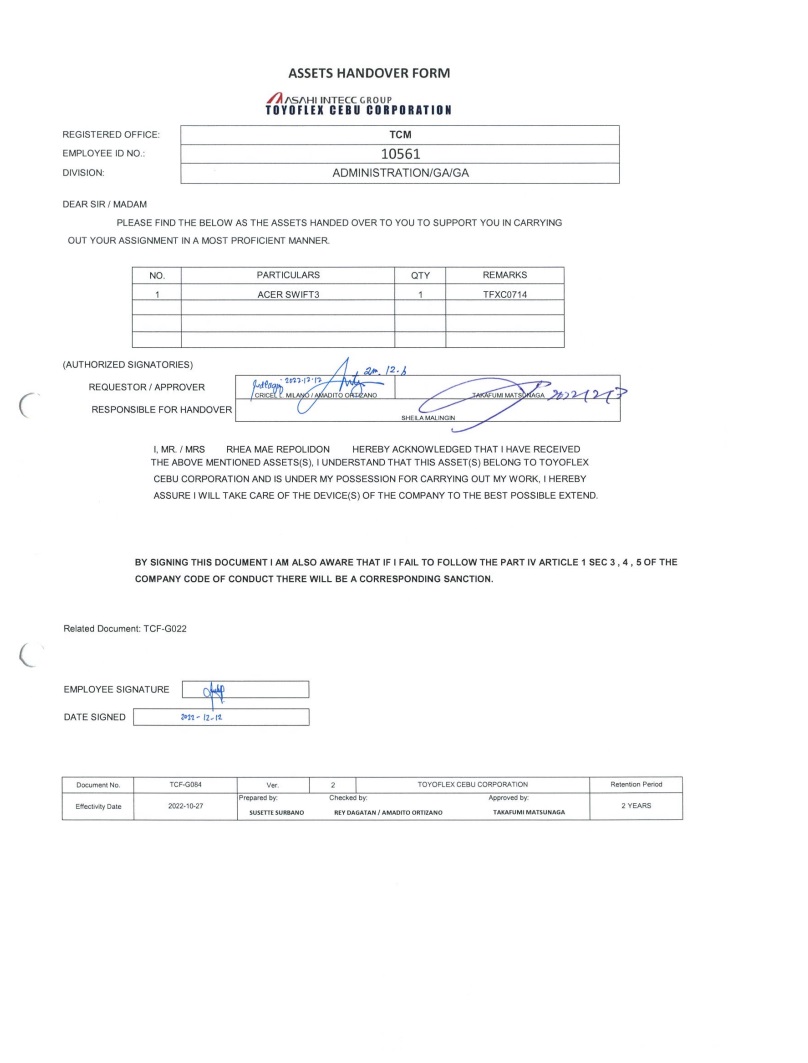 ASSETS HANDOVER FORM
ASAHI INTECC GROUP
TOYOFLEX CEBU CORPORATION
REGISTERED OFFICE: TCM
EMPLOYEE ID NO.: 10561
DIVISION: ADMINISTRATION/GA/GA
DEAR SIR / MADAM
PLEASE FIND THE BELOW AS THE ASSETS HANDED OVER TO YOU TO SUPPORT YOU IN CARRYING
OUT YOUR ASSIGNMENT IN A MOST PROFICIENT MANNER.
NO. PARTICULARS QTY REMARKS
1 ACER SWIFT3 1 TFXC0714
(AUTHORIZED SIGNATORIES)
REQUESTOR / APPROVER
CRICEL L. MILANO / AMADITO ORTIZANO TAKAFUMI MATSUNAGA
RESPONSIBLE FOR HANDOVER
SHEILA MALINGIN
I, MR. / MRS RHEA MAE REPOLIDON HEREBY ACKNOWLEDGED THAT I HAVE RECEIVED
THE ABOVE MENTIONED ASSETS(S), I UNDERSTAND THAT THIS ASSET(S) BELONG TO TOYOFLEX
CEBU CORPORATION AND IS UNDER MY POSSESSION FOR CARRYING OUT MY WORK, I HEREBY
ASSURE I WILL TAKE CARE OF THE DEVICE(S) OF THE COMPANY TO THE BEST POSSIBLE EXTEND.
BY SIGNING THIS DOCUMENT I AM ALSO AWARE THAT IF I FAIL TO FOLLOW THE PART IV ARTICLE 1 SEC 3 , 4 , 5 OF THE
COMPANY CODE OF CONDUCT THERE WILL BE A CORRESPONDING SANCTION.
Related Document: TCF-G022
EMPLOYEE SIGNATURE
DATE SIGNED 2022-12-12
Document No. TCF-G084 Ver. 2 TOYOFLEX CEBU CORPORATION Retention Period
Effectivity Date 2022-10-27 Prepared by: Checked by: Approved by: 2 YEARS
SUSETTE SURBANO REY DAGATAN / AMADITO ORTIZANO TAKAFUMI MATSUNAGA